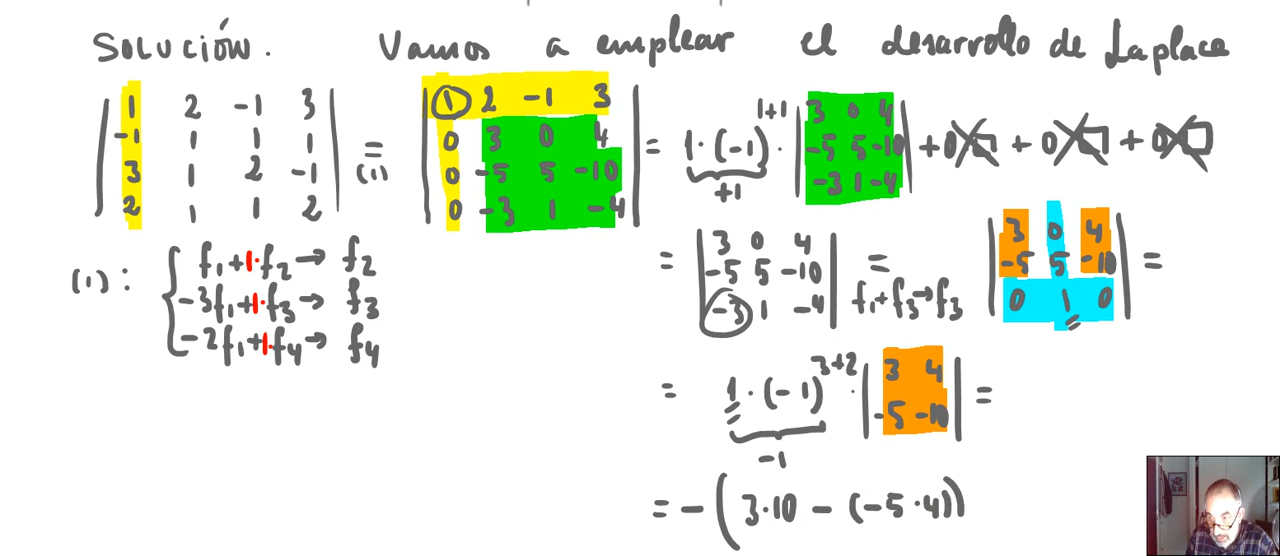 Solución. Vamos a emplear el desarrollo de Laplace
| 1 2 -1 3 | | 1 2 -1 3 | 1+1 | 3 0 4 |
| -1 1 1 1 | = | 0 3 0 4 | = 1·(-1) · | -5 5 -10 | + 0 + 0 + 0
| 3 1 2 -1 | (1) | 0 -5 5 -10 | +1 | -3 1 -4 |
| 2 1 1 2 | | 0 -3 1 -4 |
(1): { f1+1·f2→ f2
-3f1+1·f3→ f3
-2f1+1·f4→ f4
| 3 0 4 | | 3 0 4 |
= | -5 5 -10 | = | -5 5 -10 | =
| -3 1 -4 | f1+f3→f3 | 0 1 0 |
3+2 | 3 4 |
= 1·(-1) · | -5 -10 | =
-1
= -(3·10 - (-5·4))